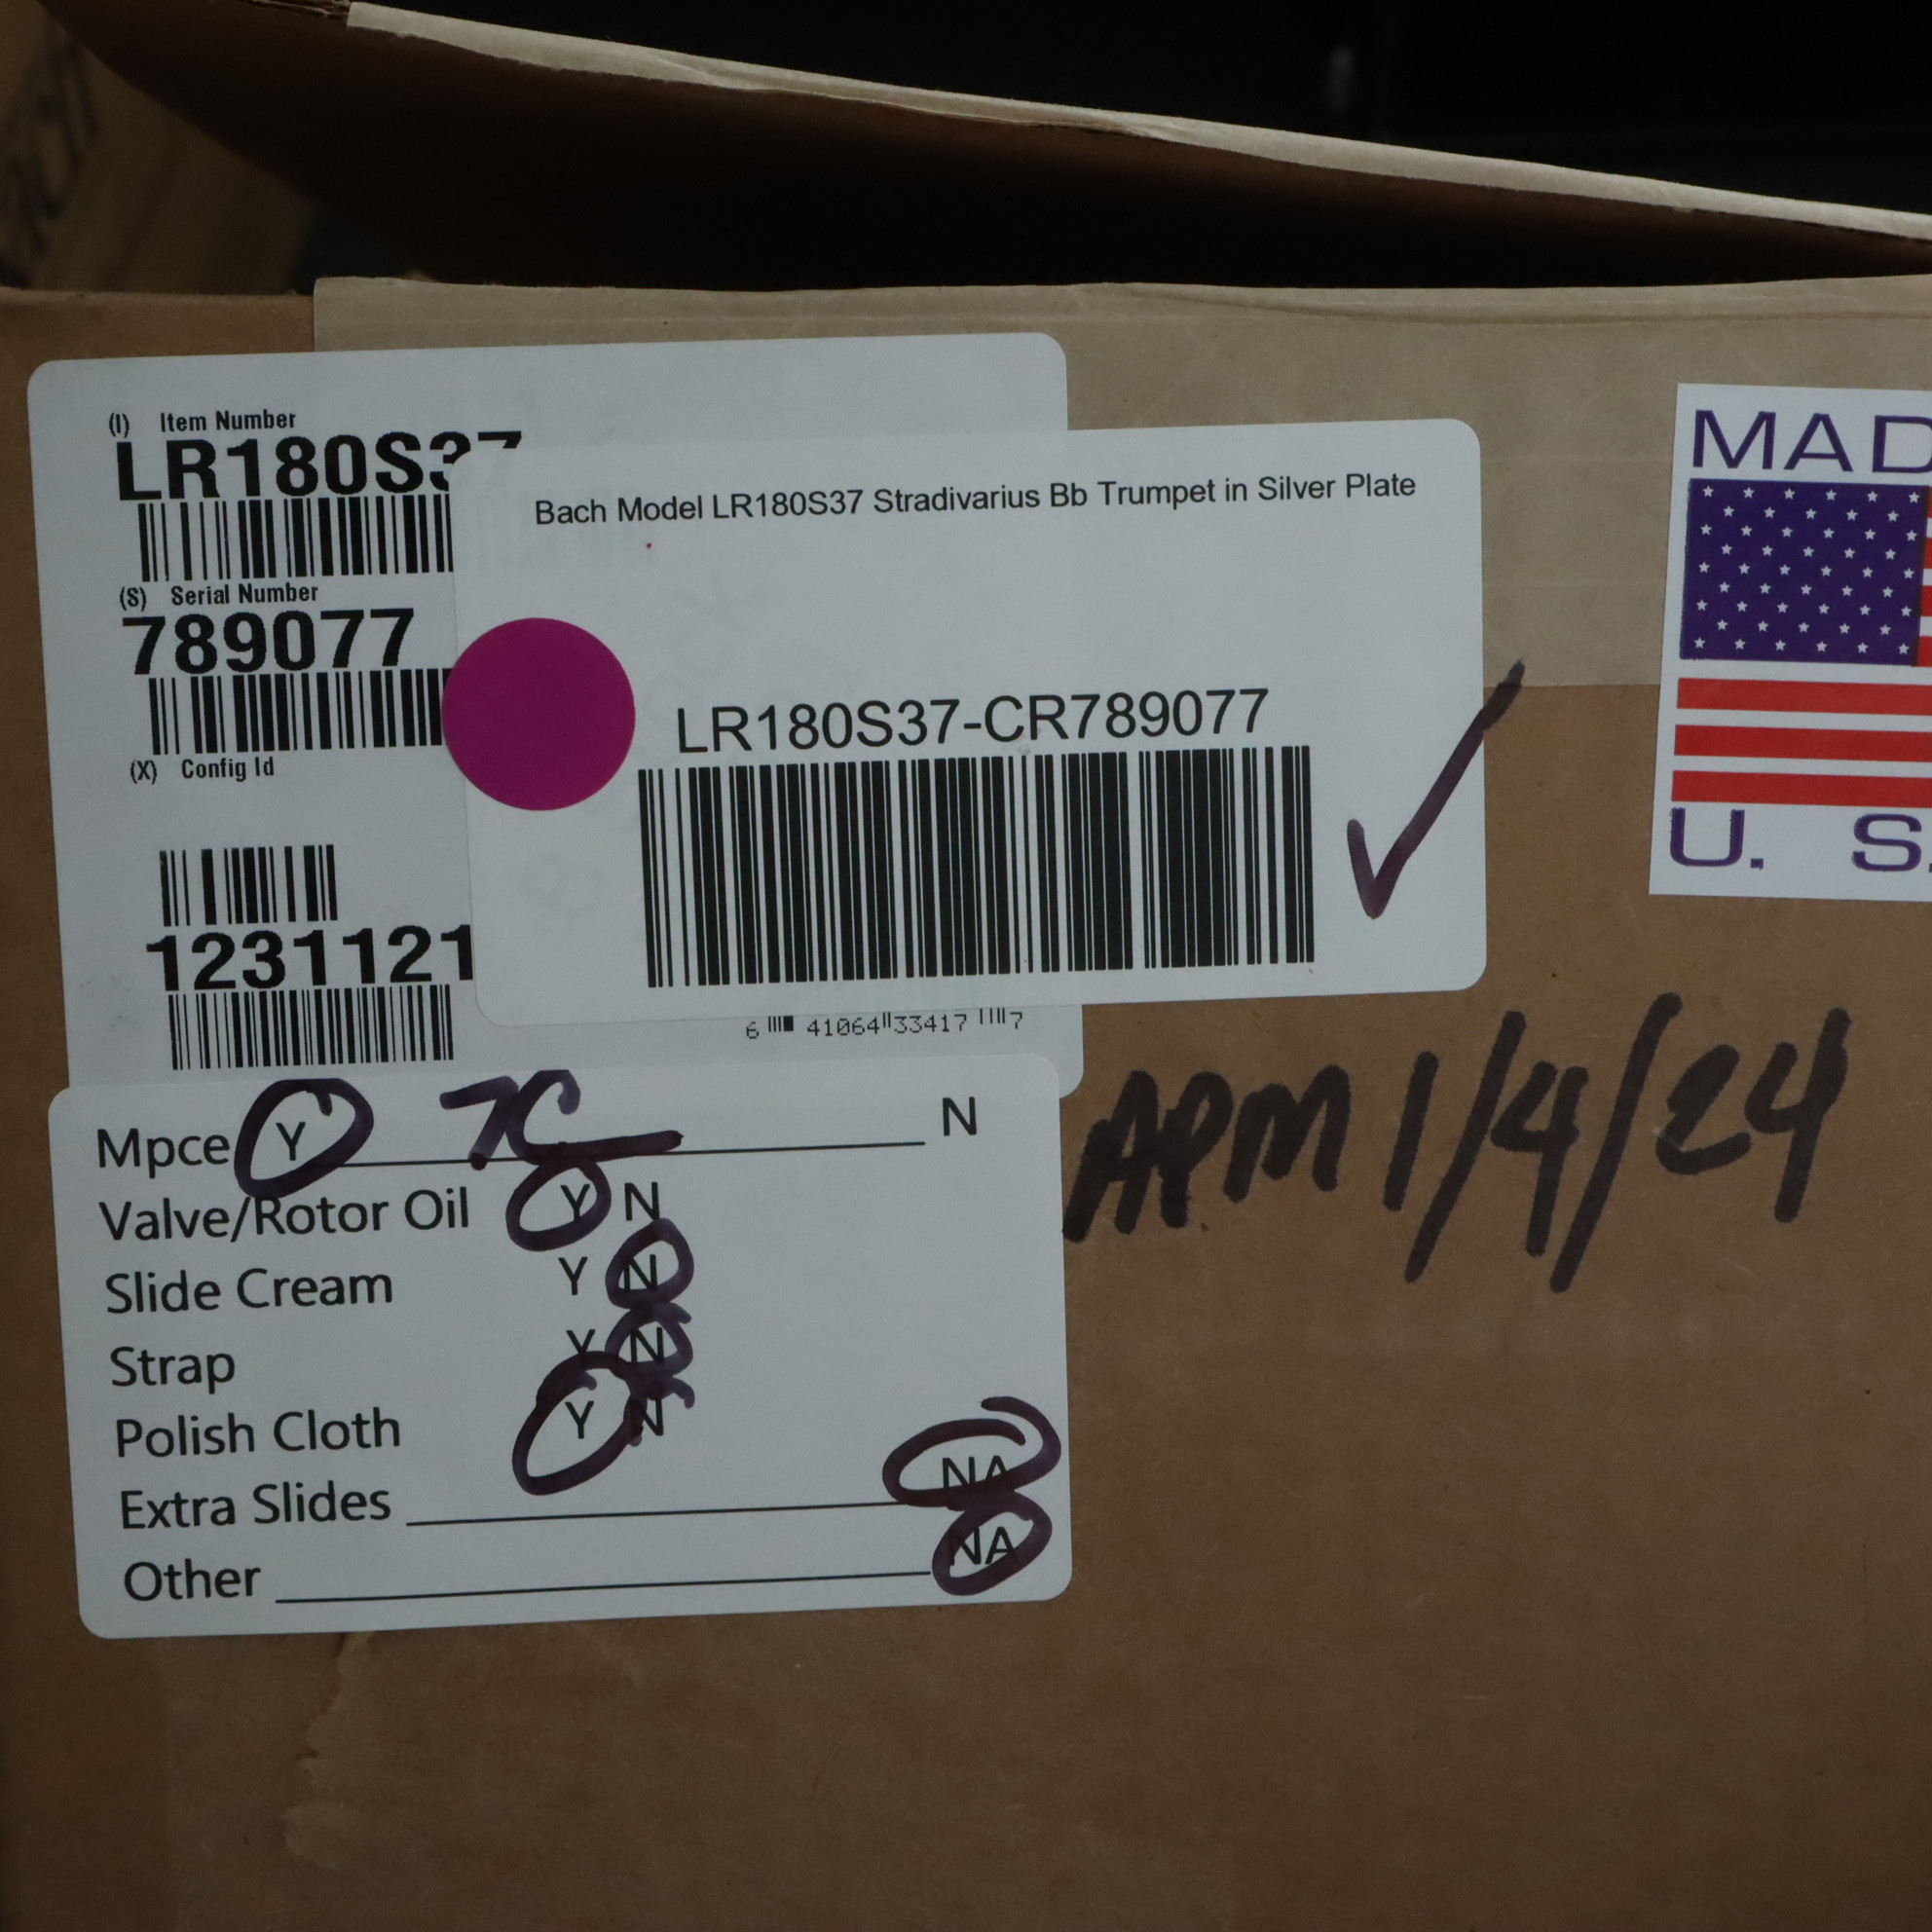 (I) Item Number
LR180S37
(S) Serial Number
789077
(X) Config Id
1231121
Bach Model LR180S37 Stradivarius Bb Trumpet in Silver Plate
LR180S37-CR789077
6 41064 33417 7
MAD
U. S.
APM 1/4/24
Mpce Y 7C N
Valve/Rotor Oil Y N
Slide Cream Y N
Strap Y N
Polish Cloth Y N
Extra Slides NA
Other NA